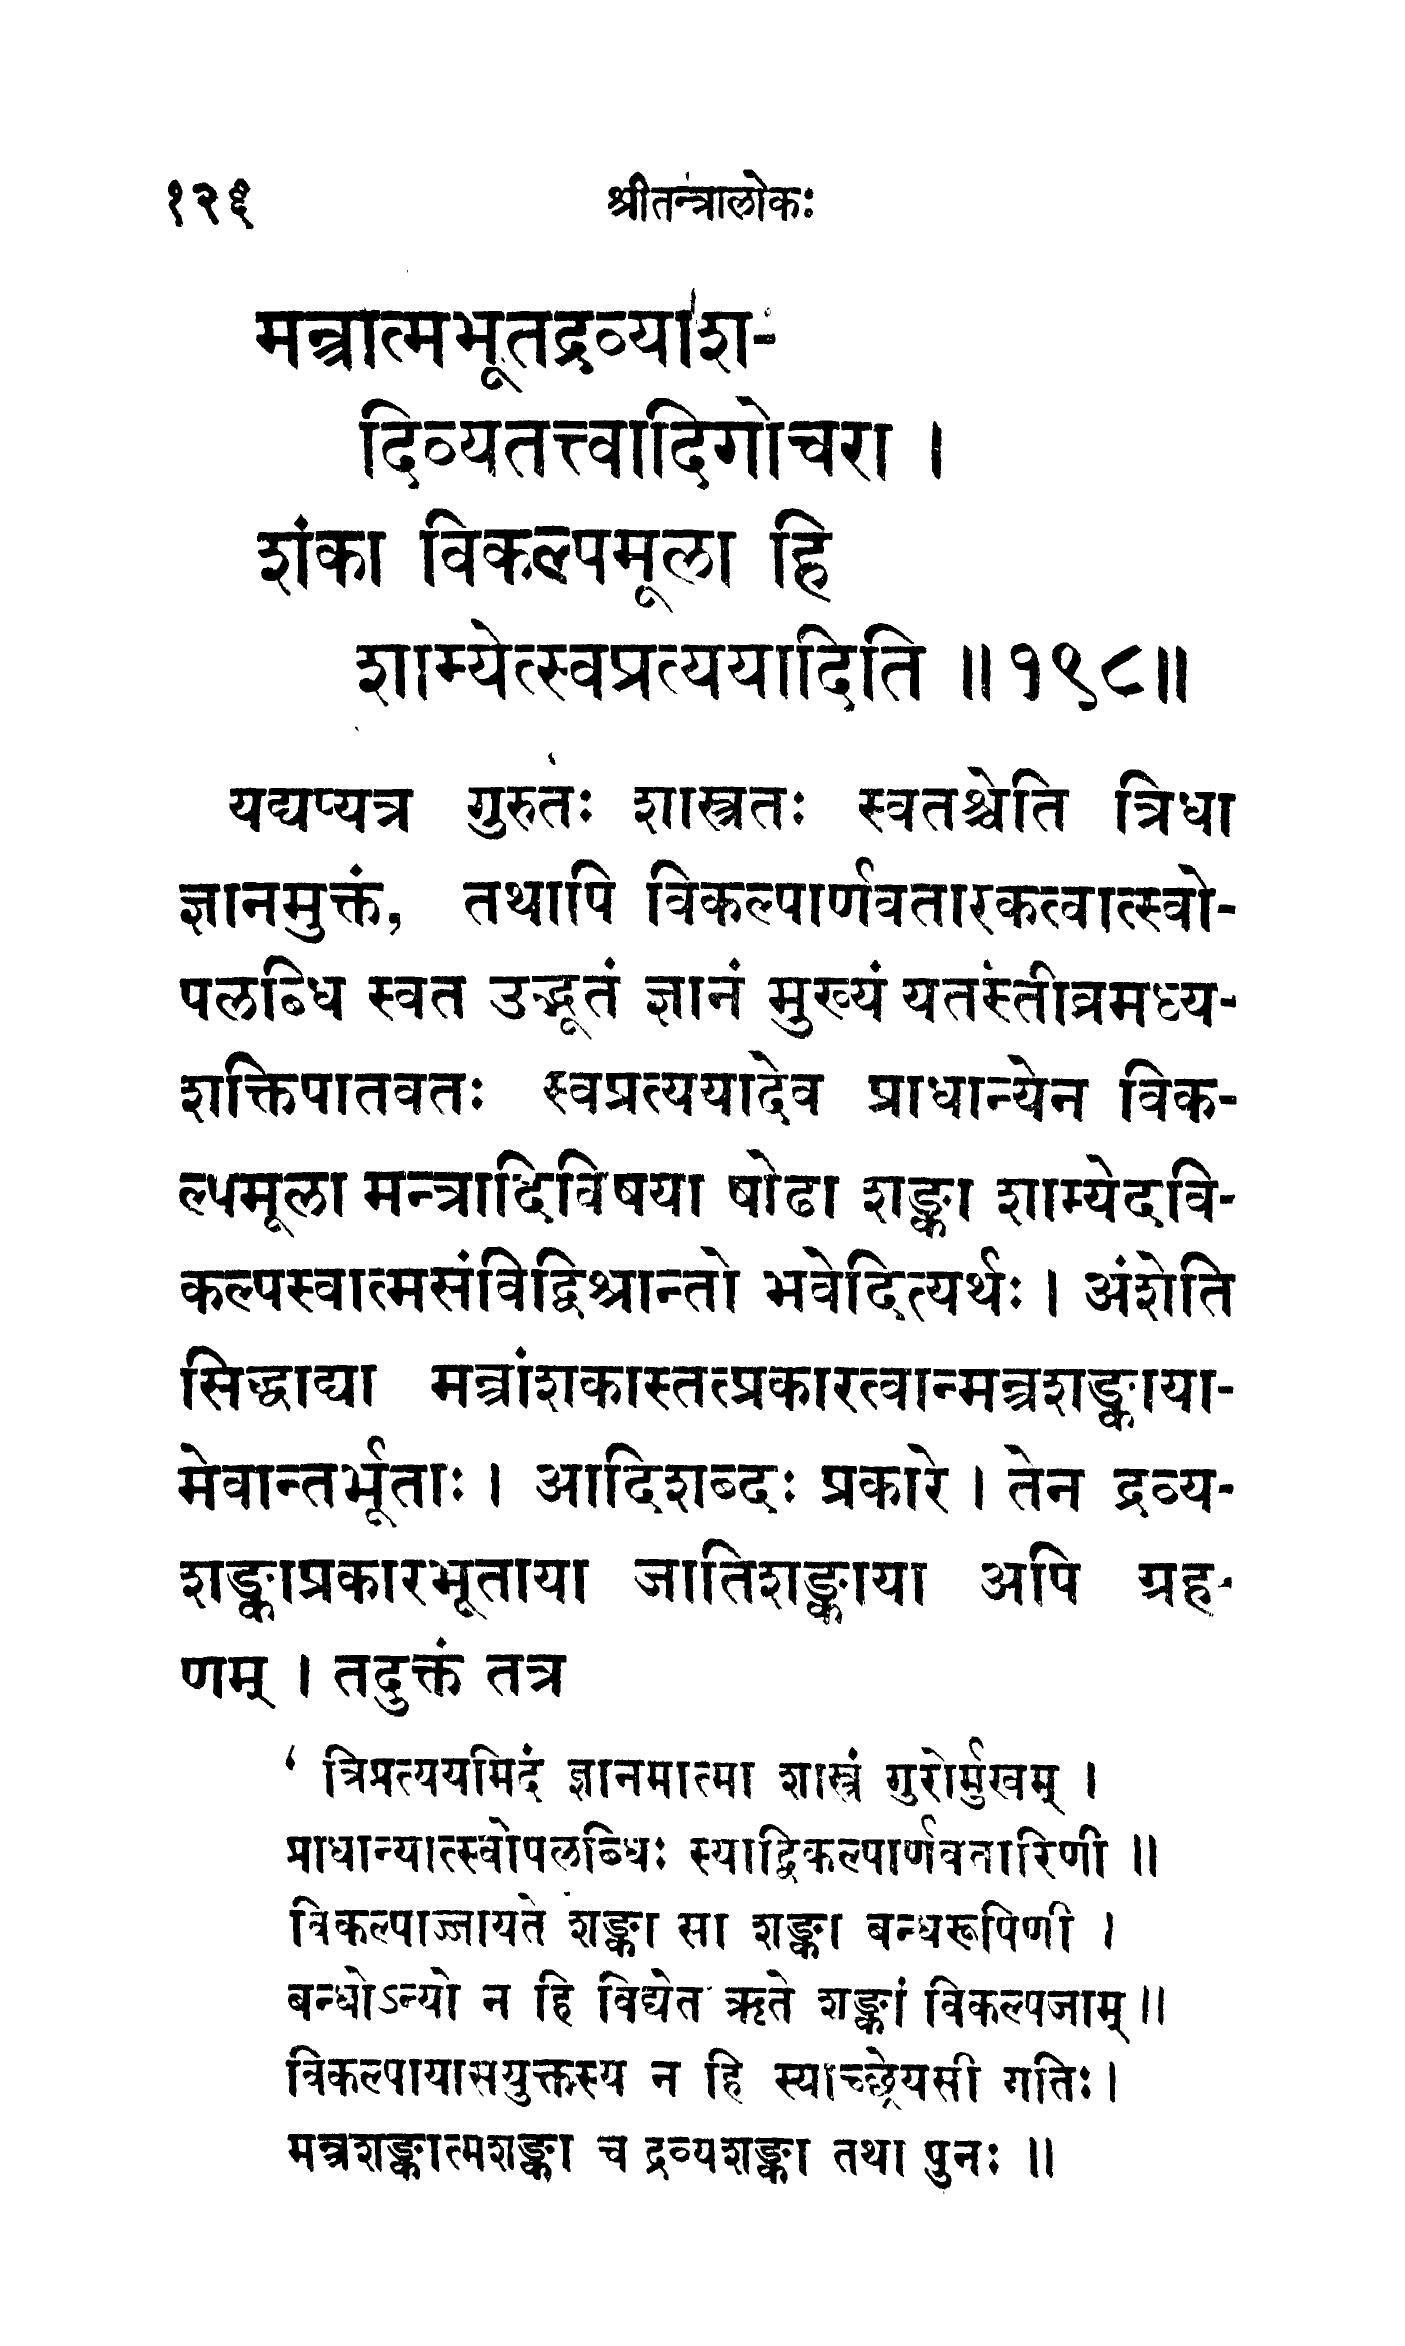 १२६ श्रीतन्त्रालोकः
मन्त्रात्मभूतद्रव्याश-
दिव्यतत्त्वादिगोचरा ।
शंका विकल्पमूला हि
शाम्येत्स्वप्रत्ययादिति ॥१९८॥
यद्यप्यत्र गुरुतः शास्त्रतः स्वतश्चेति त्रिधा
ज्ञानमुक्तं, तथापि विकल्पार्णवतारकत्वात्स्वो-
पलब्धि स्वत उद्भूतं ज्ञानं मुख्यं यतस्तीव्रमध्य-
शक्तिपातवतः स्वप्रत्ययादेव प्राधान्येन विक-
ल्पमूला मन्त्रादिविषया षोढा शङ्का शाम्येदवि-
कल्पस्वात्मसंविद्विश्रान्तो भवेदित्यर्थः । अंशेति
सिद्धाद्या मन्त्रांशकास्तत्प्रकारत्वान्मन्त्रशङ्काया-
मेवान्तर्भूताः । आदिशब्दः प्रकारे । तेन द्रव्य-
शङ्काप्रकारभूताया जातिशङ्काया अपि ग्रह-
णम् । तदुक्तं तत्र
‘ त्रिप्रत्ययमिदं ज्ञानमात्मा शास्त्रं गुरोर्मुखम् ।
प्राधान्यात्स्वोपलब्धिः स्याद्विकल्पार्णवतारिणी ॥
विकल्पाज्जायते शङ्का सा शङ्का बन्धरूपिणी ।
बन्धोऽन्यो न हि विद्येत ऋते शङ्कां विकल्पजाम् ॥
विकल्पायासयुक्तस्य न हि स्याच्छ्रेयसी गतिः ।
मन्त्रशङ्कात्मशङ्का च द्रव्यशङ्का तथा पुनः ॥